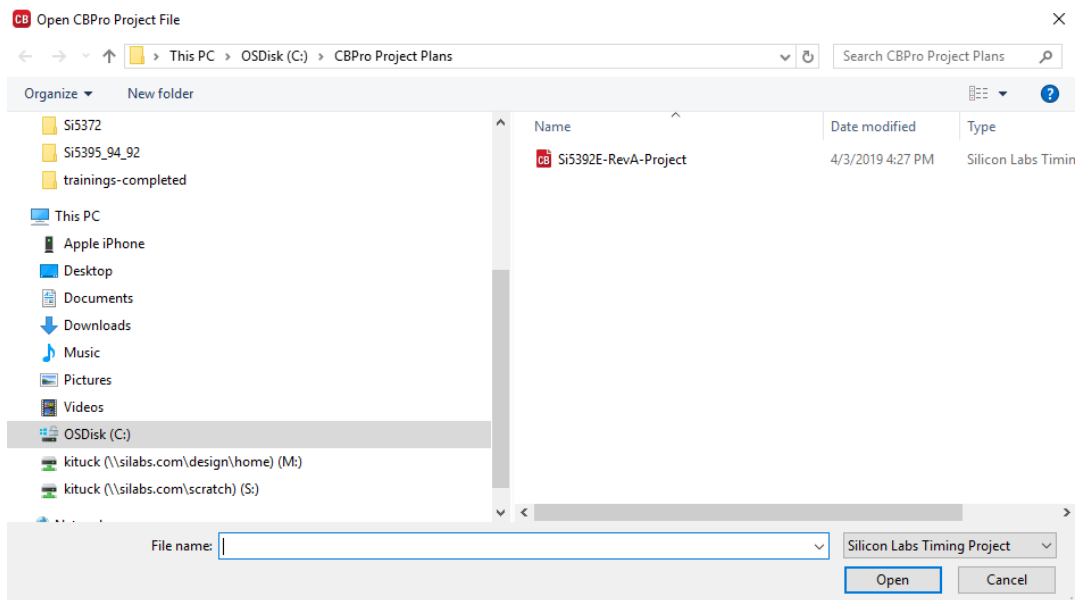 CB Open CBPro Project File
This PC > OSDisk (C:) > CBPro Project Plans
Search CBPro Project Plans
Organize
New folder
?
Si5372
Si5395_94_92
trainings-completed
This PC
Apple iPhone
Desktop
Documents
Downloads
Music
Pictures
Videos
OSDisk (C:)
kituck (\\silabs.com\design\home) (M:)
kituck (\\silabs.com\scratch) (S:)
Name Date modified Type
CB Si5392E-RevA-Project 4/3/2019 4:27 PM Silicon Labs Timin
File name:
Silicon Labs Timing Project
Open Cancel